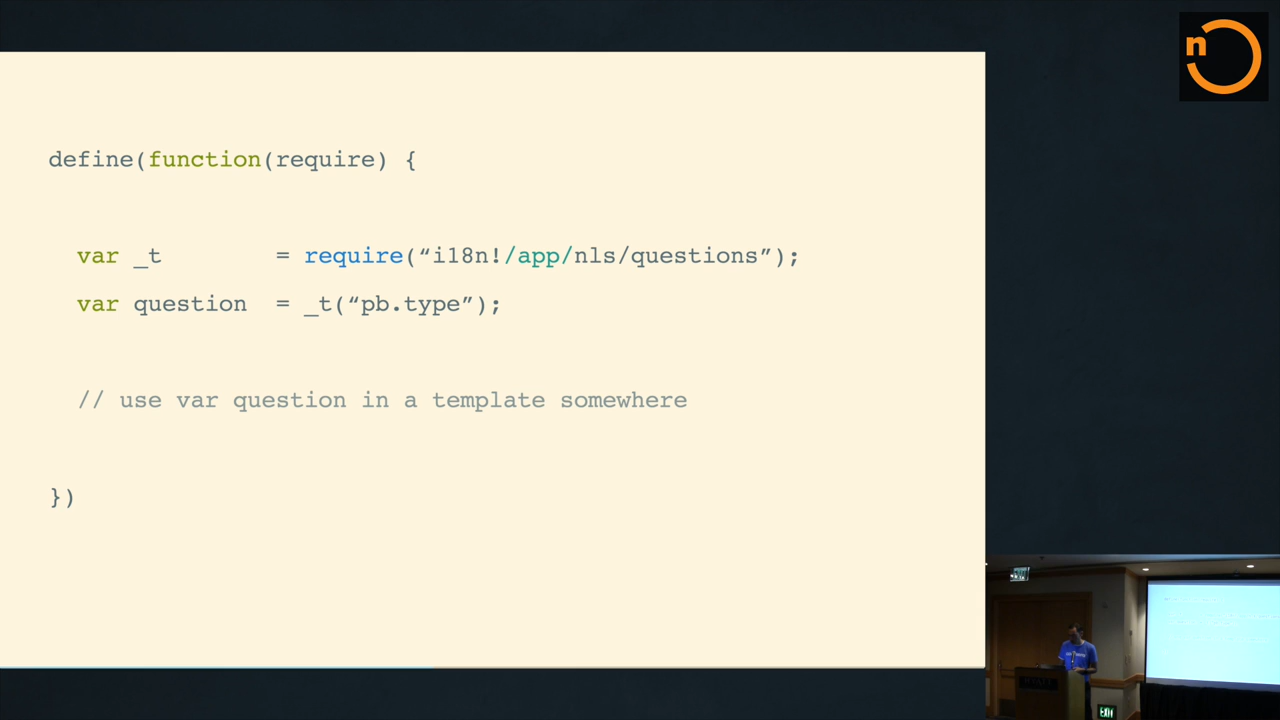 n
define(function(require) {
var _t = require(“i18n!/app/nls/questions”);
var question = _t(“pb.type”);
// use var question in a template somewhere
})
EXIT